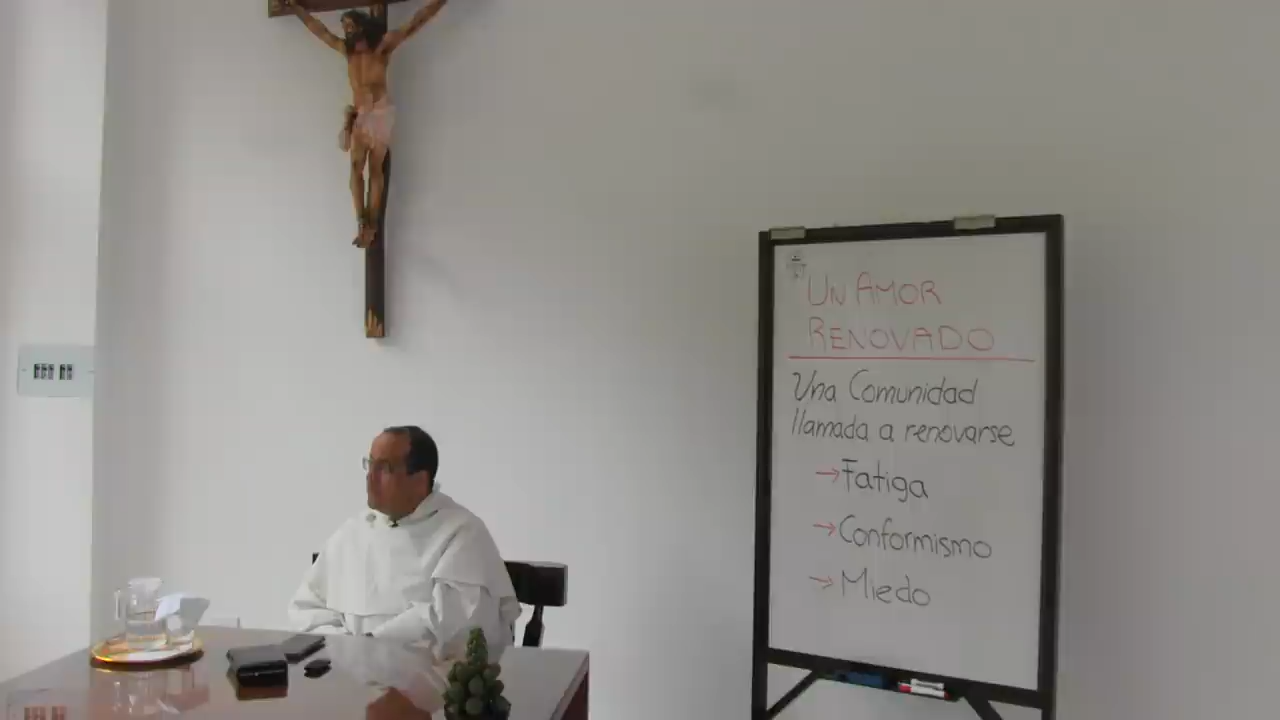 UN AMOR
RENOVADO
Una Comunidad
llamada a renovarse
→Fatiga
→Conformismo
→Miedo